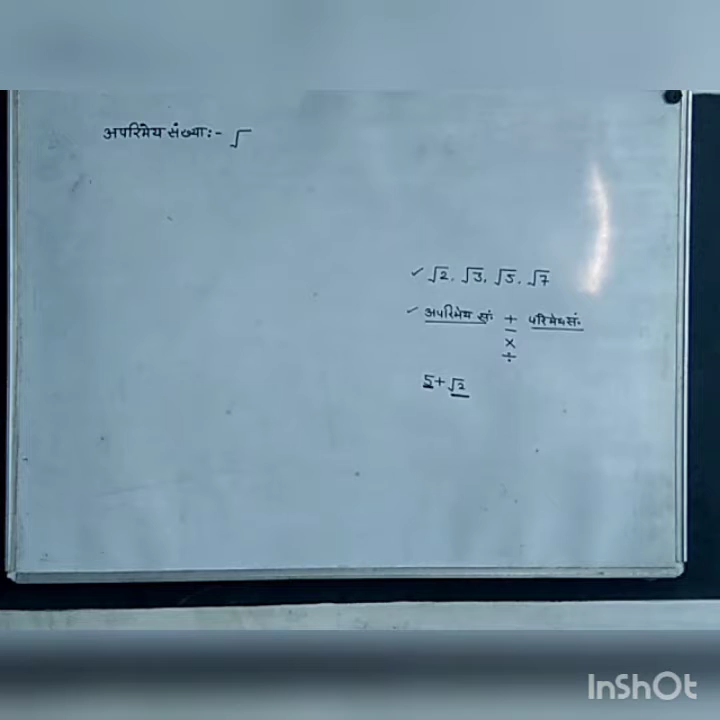 अपरिमेय संख्या:- √
✓ √2, √3, √5, √7
✓ अपरिमेय सं॰ + परिमेय सं॰
−
×
÷
5+√2
InShOt